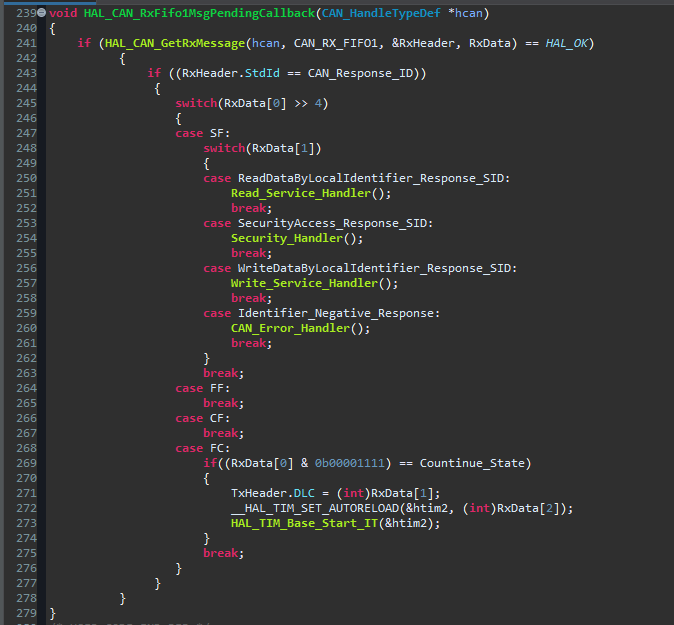 239 void HAL_CAN_RxFifo1MsgPendingCallback(CAN_HandleTypeDef *hcan)
240 {
241     if (HAL_CAN_GetRxMessage(hcan, CAN_RX_FIFO1, &RxHeader, RxData) == HAL_OK)
242           {
243               if ((RxHeader.StdId == CAN_Response_ID))
244                {
245                   switch(RxData[0] >> 4)
246                   {
247                   case SF:
248                       switch(RxData[1])
249                       {
250                       case ReadDataByLocalIdentifier_Response_SID:
251                           Read_Service_Handler();
252                           break;
253                       case SecurityAccess_Response_SID:
254                           Security_Handler();
255                           break;
256                       case WriteDataByLocalIdentifier_Response_SID:
257                           Write_Service_Handler();
258                           break;
259                       case Identifier_Negative_Response:
260                           CAN_Error_Handler();
261                           break;
262                       }
263                       break;
264                   case FF:
265                       break;
266                   case CF:
267                       break;
268                   case FC:
269                       if((RxData[0] & 0b00001111) == Countinue_State)
270                       {
271                           TxHeader.DLC = (int)RxData[1];
272                           __HAL_TIM_SET_AUTORELOAD(&htim2, (int)RxData[2]);
273                           HAL_TIM_Base_Start_IT(&htim2);
274                       }
275                       break;
276                   }
277                }
278           }
279 }